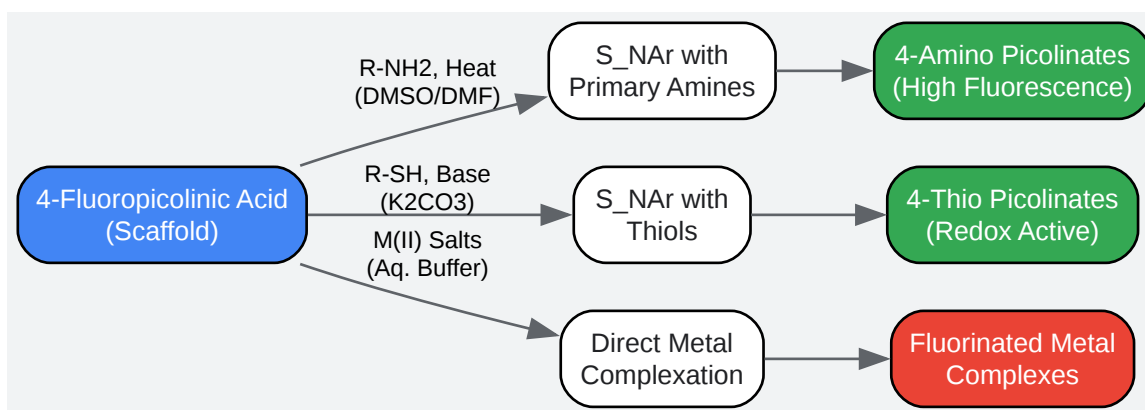 R-NH2, Heat
(DMSO/DMF)
S_NAr with
Primary Amines
4-Amino Picolinates
(High Fluorescence)
4-Fluoropicolinic Acid
(Scaffold)
R-SH, Base
(K2CO3)
S_NAr with
Thiols
4-Thio Picolinates
(Redox Active)
M(II) Salts
(Aq. Buffer)
Direct Metal
Complexation
Fluorinated Metal
Complexes